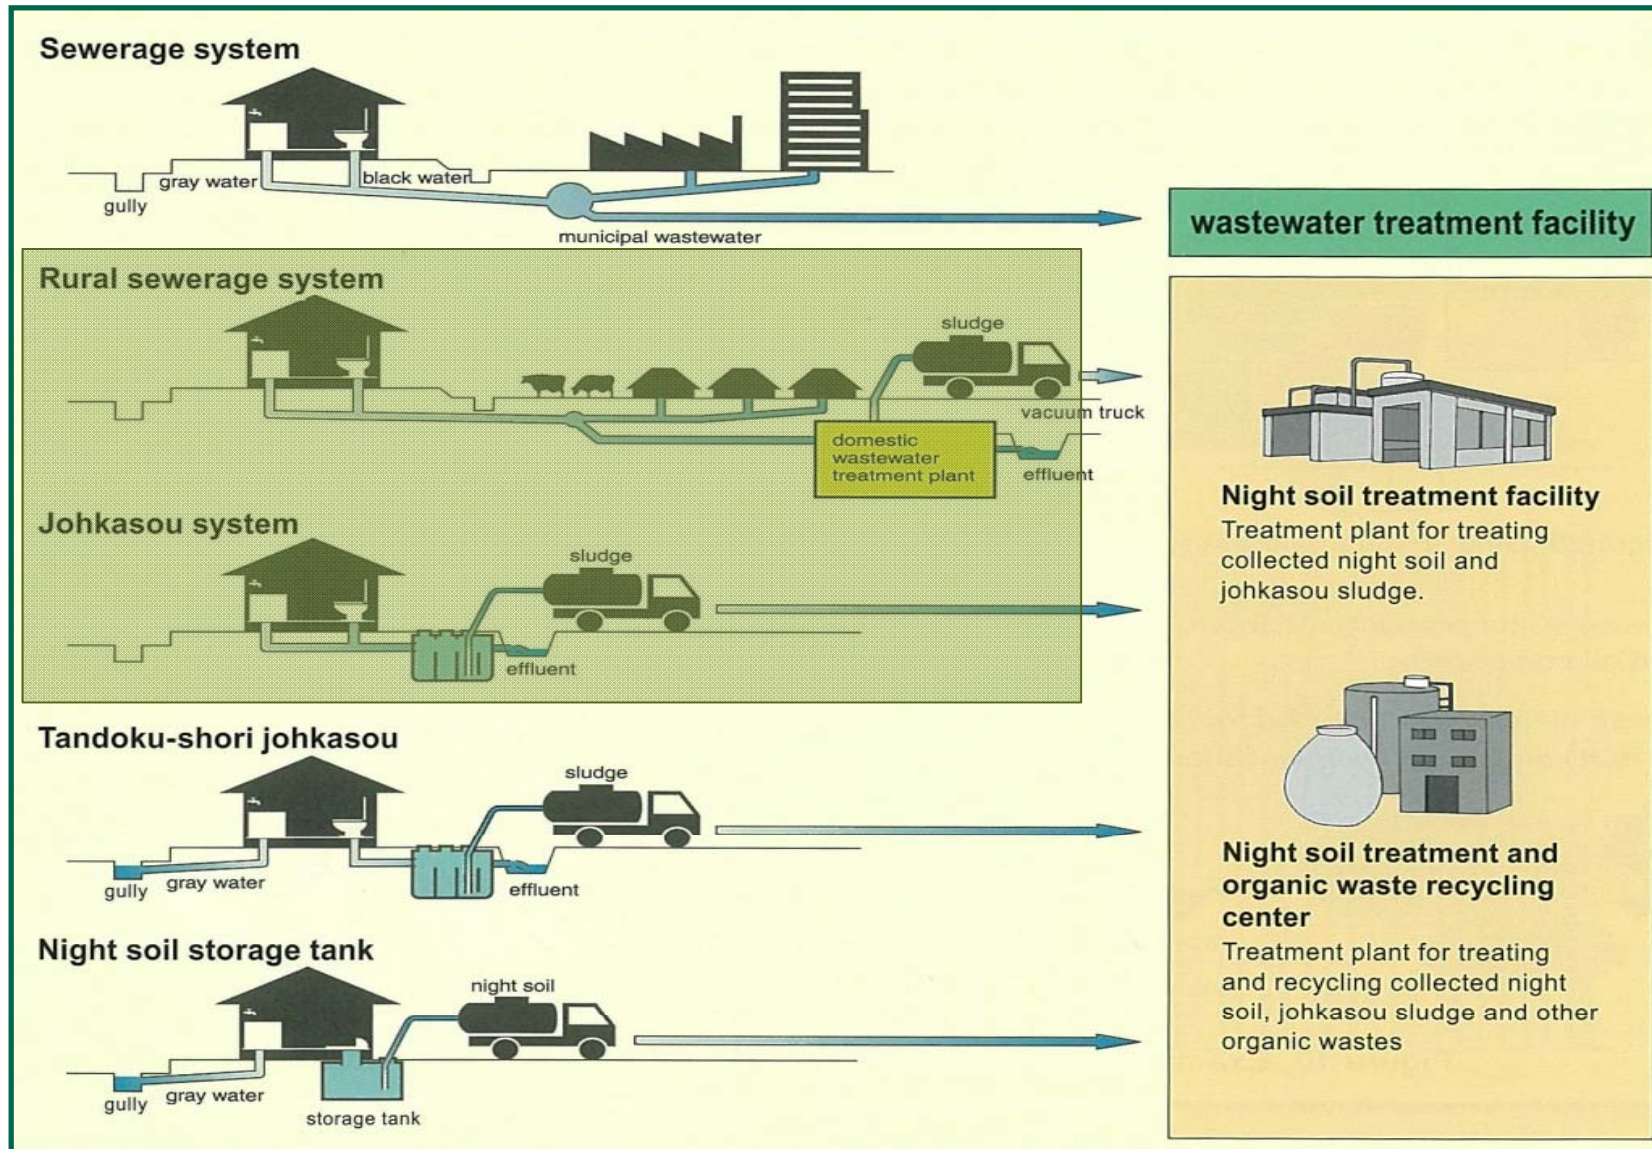 Sewerage system
gray water
black water
gully
municipal wastewater
Rural sewerage system
sludge
vacuum truck
domestic
wastewater
treatment plant
effluent
Johkasou system
sludge
effluent
Tandoku-shori johkasou
sludge
gully
gray water
effluent
Night soil storage tank
night soil
gully
gray water
storage tank
wastewater treatment facility
Night soil treatment facility
Treatment plant for treating
collected night soil and
johkasou sludge.
Night soil treatment and
organic waste recycling
center
Treatment plant for treating
and recycling collected night
soil, johkasou sludge and other
organic wastes